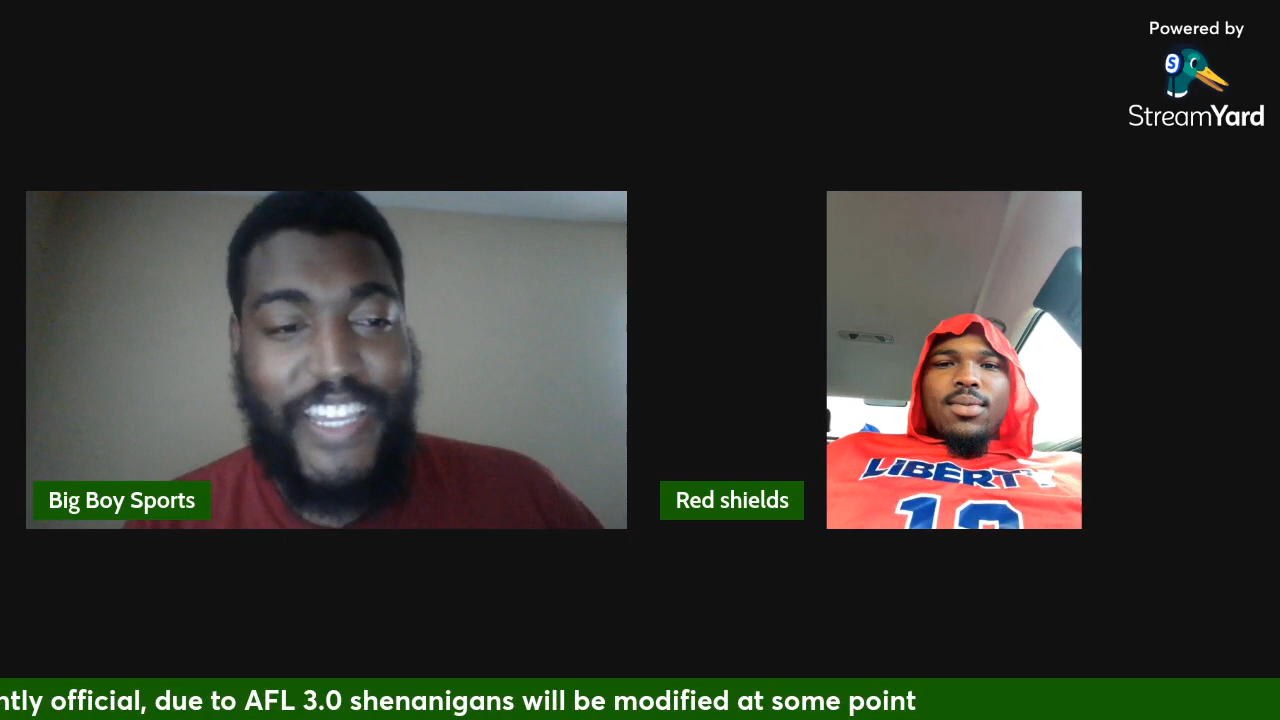 Powered by
S
StreamYard
Big Boy Sports
Red shields
LIBERTY
ntly official, due to AFL 3.0 shenanigans will be modified at some point